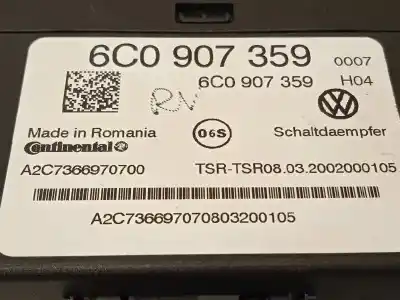 6C0 907 359 0007
6C0 907 359 H04
RN
Made in Romania 06S Schaltdaempfer
Continental
A2C7366970700 TSR-TSR08.03.2002000105
A2C736697070803200105